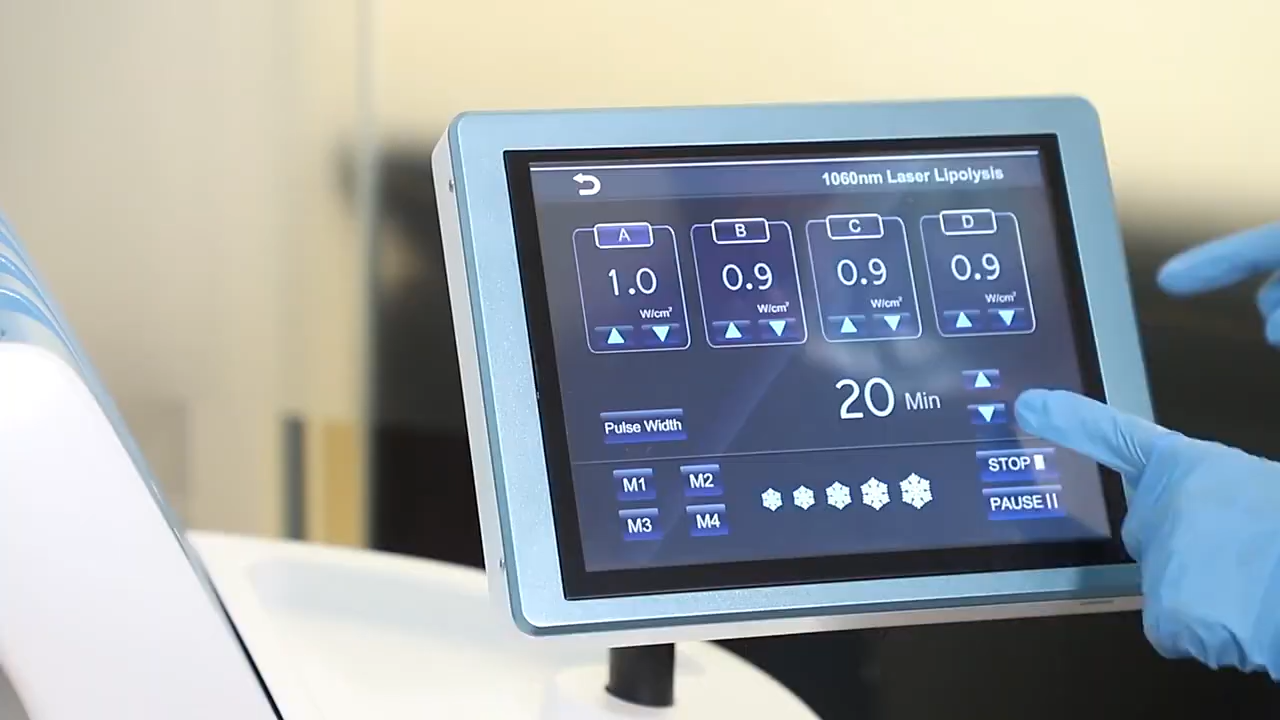 1060nm Laser Lipolysis
A B C D
1.0 0.9 0.9 0.9
W/cm² W/cm² W/cm² W/cm²
20 Min
Pulse Width
M1 M2 STOP
M3 M4 PAUSE